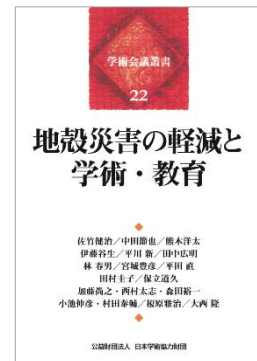 学術会議叢書
22
地殻災害の軽減と
学術・教育
佐竹健治／中田節也／熊木洋太
伊藤谷生／平川 新／田中広明
林 春男／宮城豊彦／平田 直
田村圭子／保立道久
加藤尚之・西村太志・森田裕一
小池伸彦・村田泰輔／榎原雅治／大西 隆
公益財団法人 日本学術協力財団